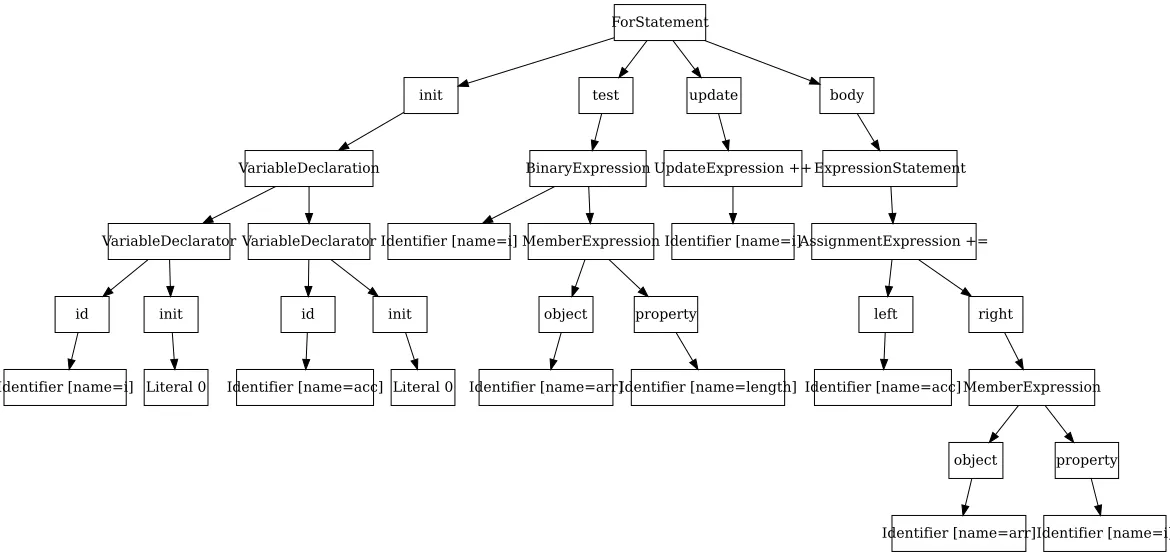 ForStatement
init
test
update
body
VariableDeclaration
BinaryExpression
UpdateExpression ++
ExpressionStatement
VariableDeclarator
VariableDeclarator
Identifier [name=i]
MemberExpression
Identifier [name=i]
AssignmentExpression +=
id
init
id
init
object
property
left
right
Identifier [name=i]
Literal 0
Identifier [name=acc]
Literal 0
Identifier [name=arr]
Identifier [name=length]
Identifier [name=acc]
MemberExpression
object
property
Identifier [name=arr]
Identifier [name=i]